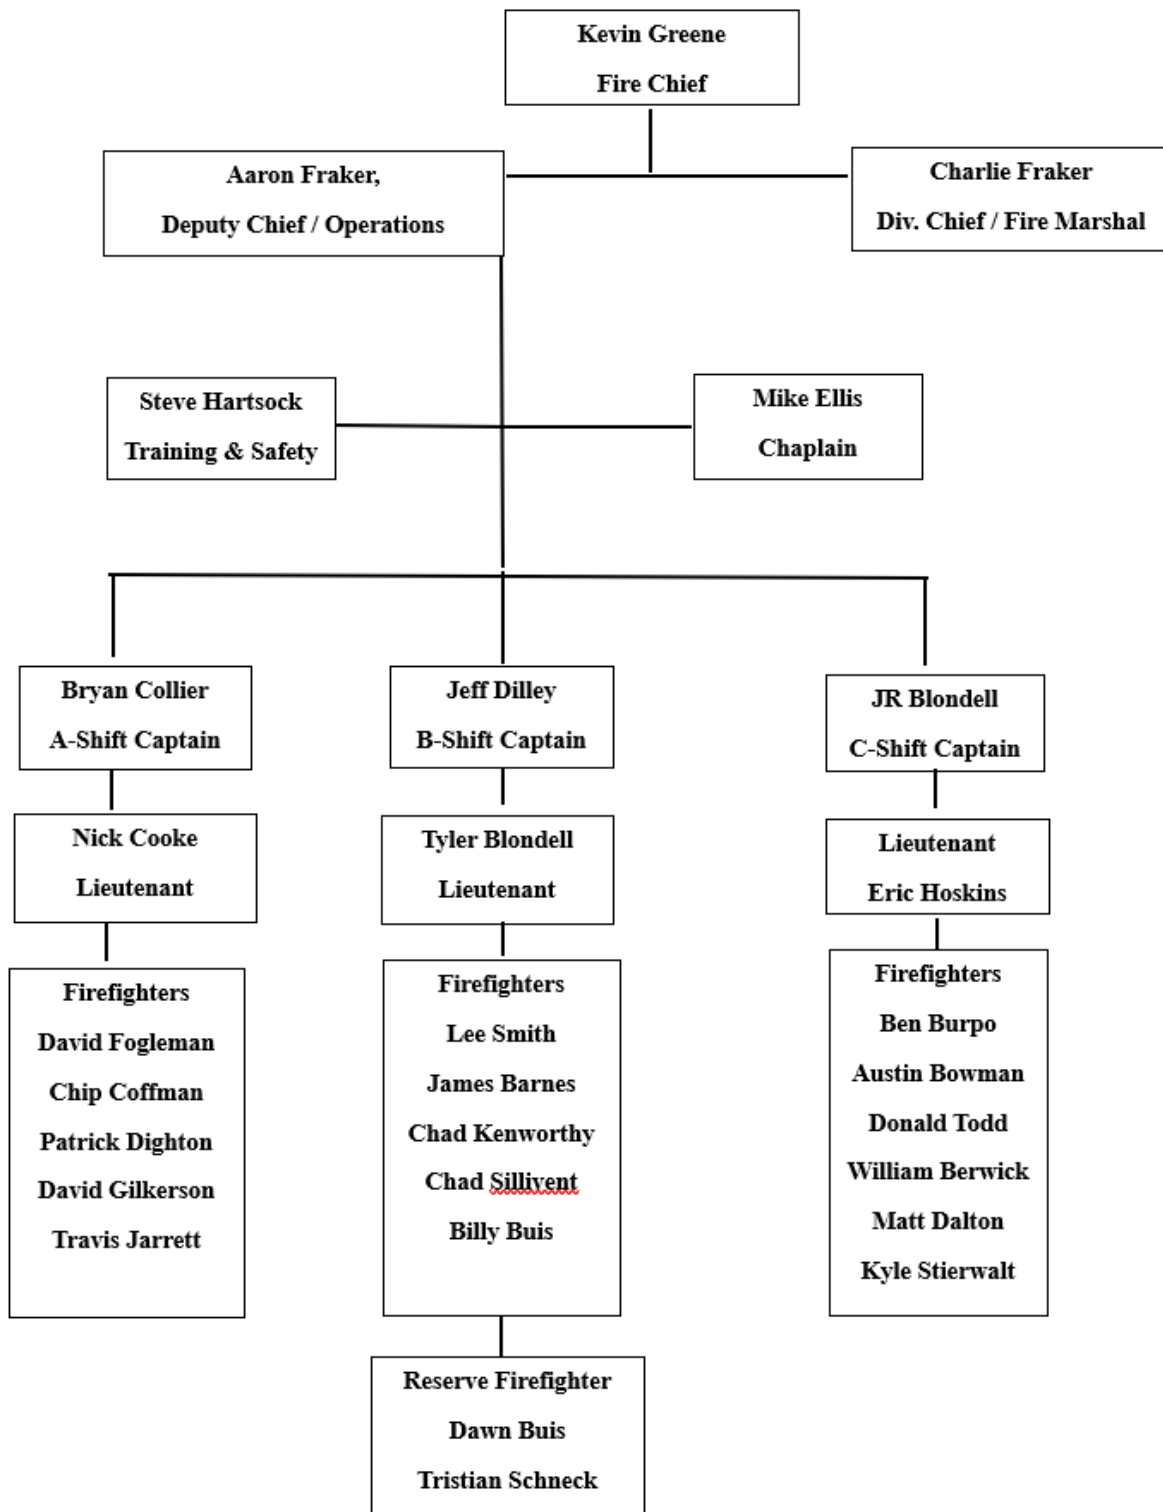 Kevin Greene
Fire Chief
Aaron Fraker,
Deputy Chief / Operations
Charlie Fraker
Div. Chief / Fire Marshal
Steve Hartsock
Training & Safety
Mike Ellis
Chaplain
Bryan Collier
A-Shift Captain
Jeff Dilley
B-Shift Captain
JR Blondell
C-Shift Captain
Nick Cooke
Lieutenant
Tyler Blondell
Lieutenant
Lieutenant
Eric Hoskins
Firefighters
David Fogleman
Chip Coffman
Patrick Dighton
David Gilkerson
Travis Jarrett
Firefighters
Lee Smith
James Barnes
Chad Kenworthy
Chad Sillivent
Billy Buis
Firefighters
Ben Burpo
Austin Bowman
Donald Todd
William Berwick
Matt Dalton
Kyle Stierwalt
Reserve Firefighter
Dawn Buis
Tristian Schneck